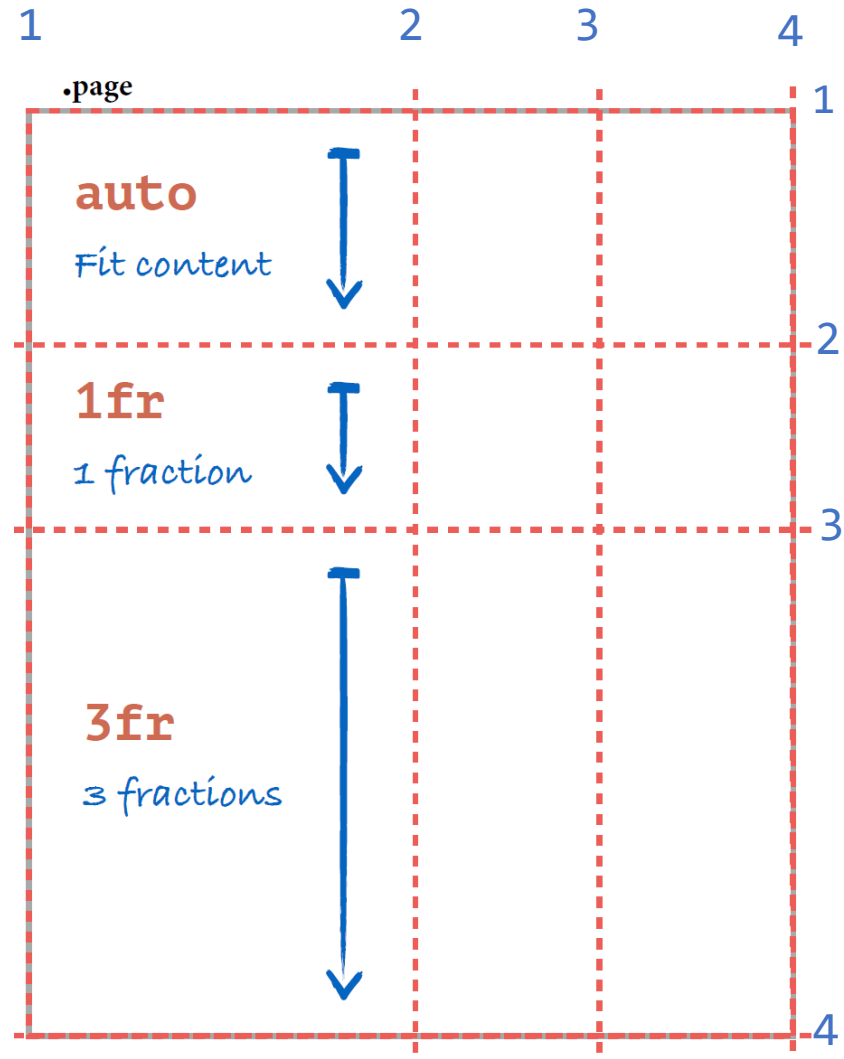 1 2 3 4
.page
1
auto
Fit content
2
1fr
1 fraction
3
3fr
3 fractions
4